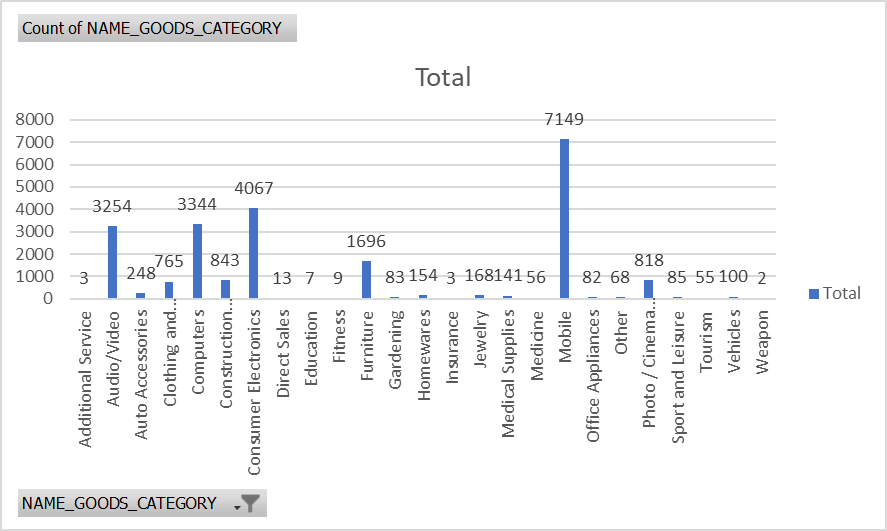 Count of NAME_GOODS_CATEGORY
Total
8000
7000
6000
5000
4000
3000
2000
1000
0
3
3254
248
765
3344
843
4067
13
7
9
1696
83
154
3
168
141
56
7149
82
68
818
85
55
100
2
Additional Service
Audio/Video
Auto Accessories
Clothing and...
Computers
Construction...
Consumer Electronics
Direct Sales
Education
Fitness
Furniture
Gardening
Homewares
Insurance
Jewelry
Medical Supplies
Medicine
Mobile
Office Appliances
Other
Photo / Cinema...
Sport and Leisure
Tourism
Vehicles
Weapon
Total
NAME_GOODS_CATEGORY